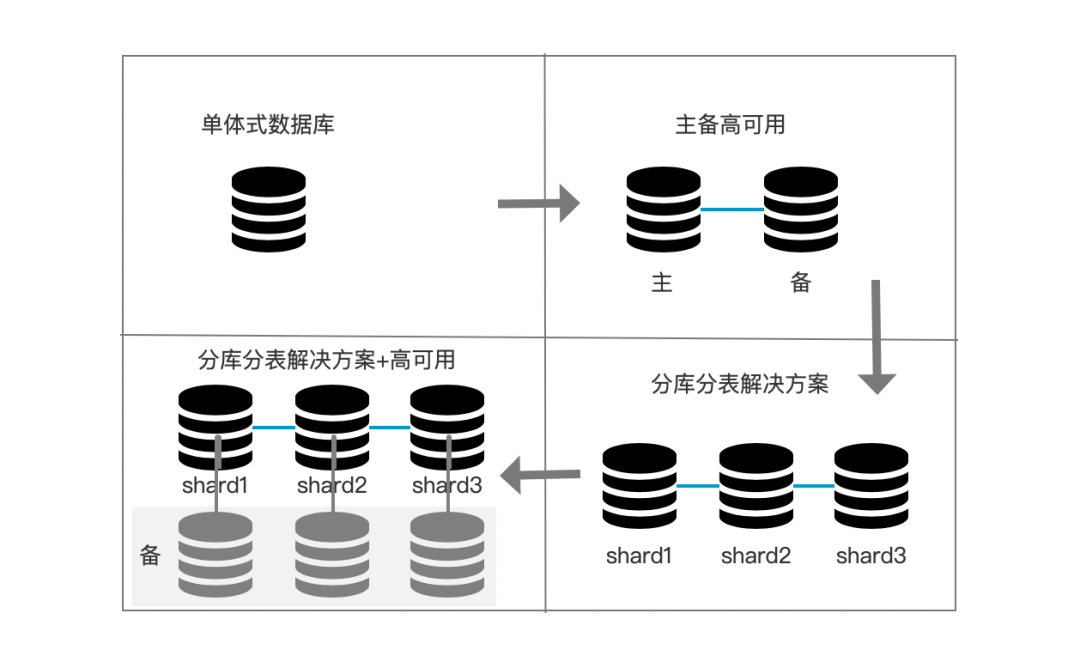 单体式数据库
主备高可用
主
备
分库分表解决方案+高可用
shard1
shard2
shard3
备
分库分表解决方案
shard1
shard2
shard3